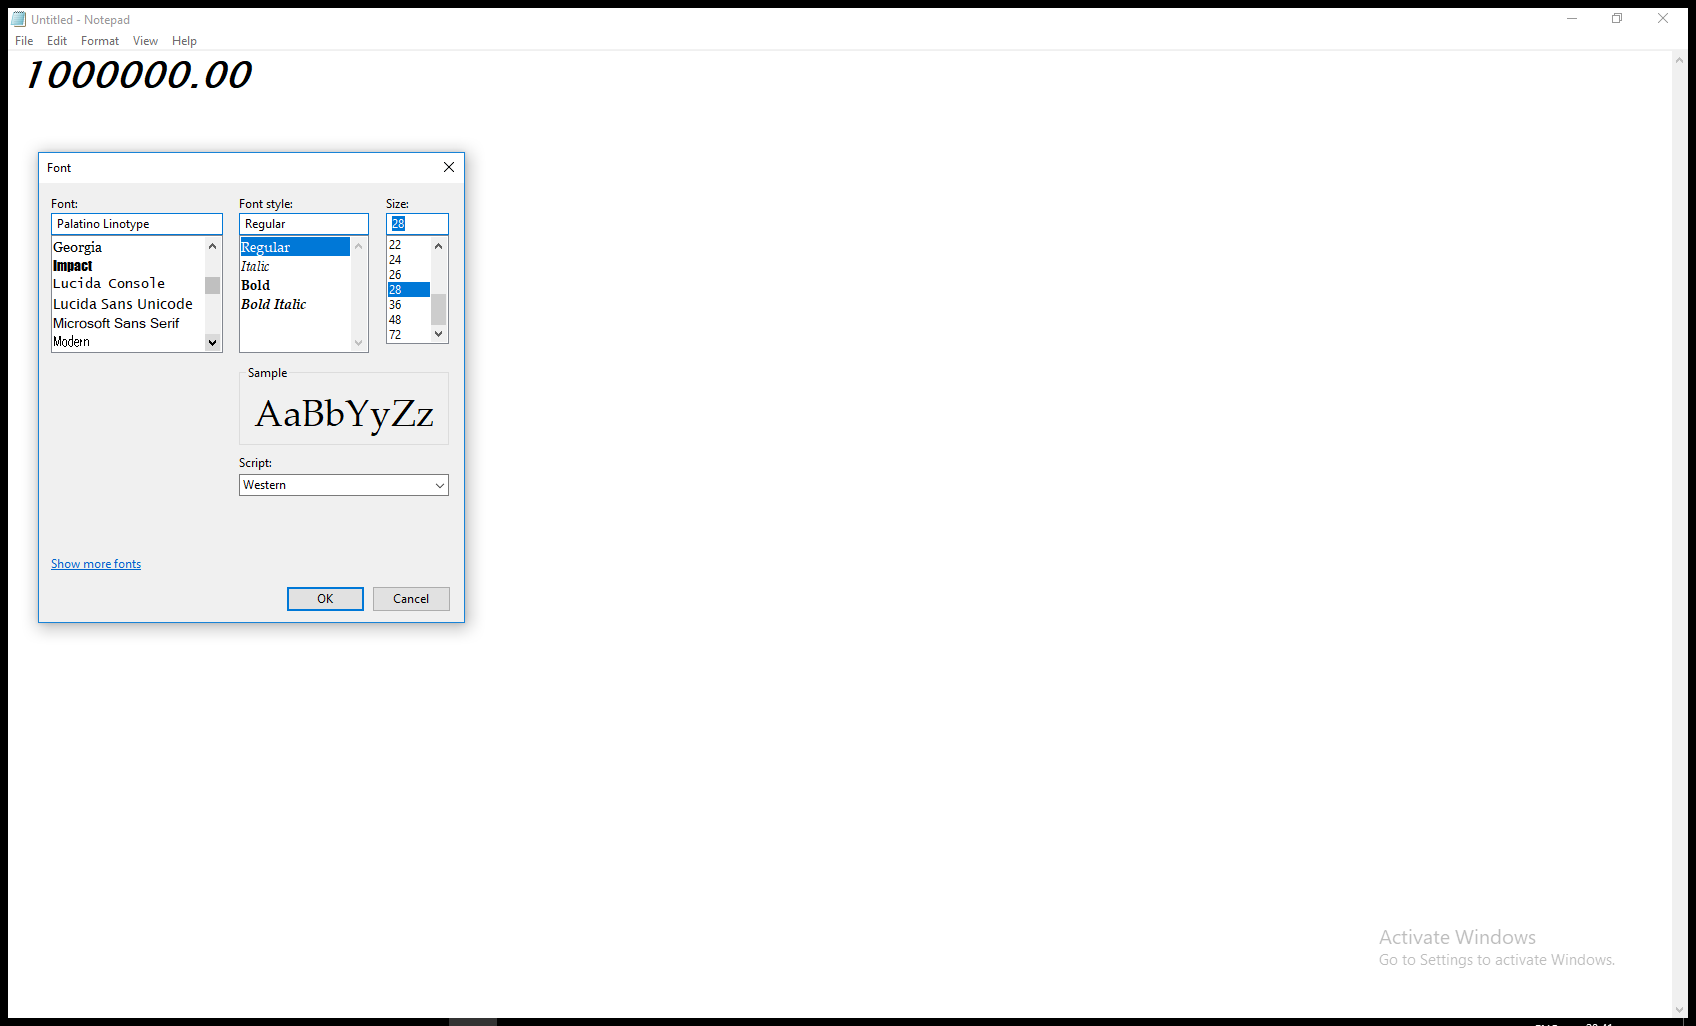 Untitled - Notepad
File Edit Format View Help
1000000.00
Font
Font: Font style: Size:
Palatino Linotype Regular 28
Georgia
Impact
Lucida Console
Lucida Sans Unicode
Microsoft Sans Serif
Modern
Regular
Italic
Bold
Bold Italic
22
24
26
28
36
48
72
Sample
AaBbYyZz
Script:
Western
Show more fonts
OK Cancel
Activate Windows
Go to Settings to activate Windows.